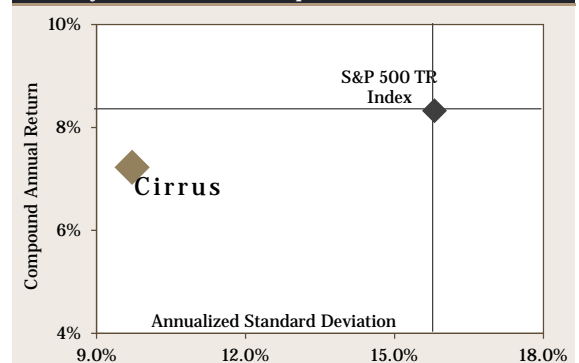 10%
S&P 500 TR
Index
8%
Cirrus
6%
Compound Annual Return
Annualized Standard Deviation
4%
9.0% 12.0% 15.0% 18.0%